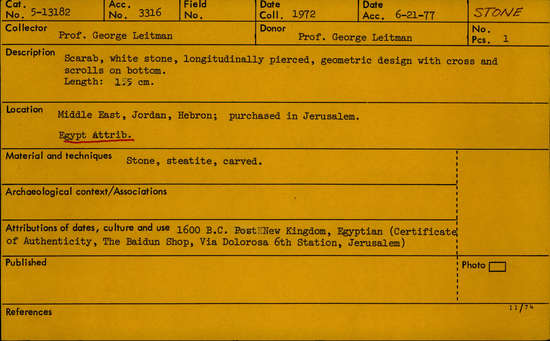 Cat. No. 5-13182 Acc. No. 3316 Field No. Date Coll. 1972 Date Acc. 6-21-77 STONE
Collector Prof. George Leitman Donor Prof. George Leitman No. Pcs. 1
Description Scarab, white stone, longitudinally pierced, geometric design with cross and
scrolls on bottom.
Length: 1.5 cm.
Location Middle East, Jordan, Hebron; purchased in Jerusalem.
Egypt Attrib.
Material and techniques Stone, steatite, carved.
Archaeological context/Associations
Attributions of dates, culture and use 1600 B.C. Post New Kingdom, Egyptian (Certificate
of Authenticity, The Baidun Shop, Via Dolorosa 6th Station, Jerusalem)
Published Photo
References 11/74